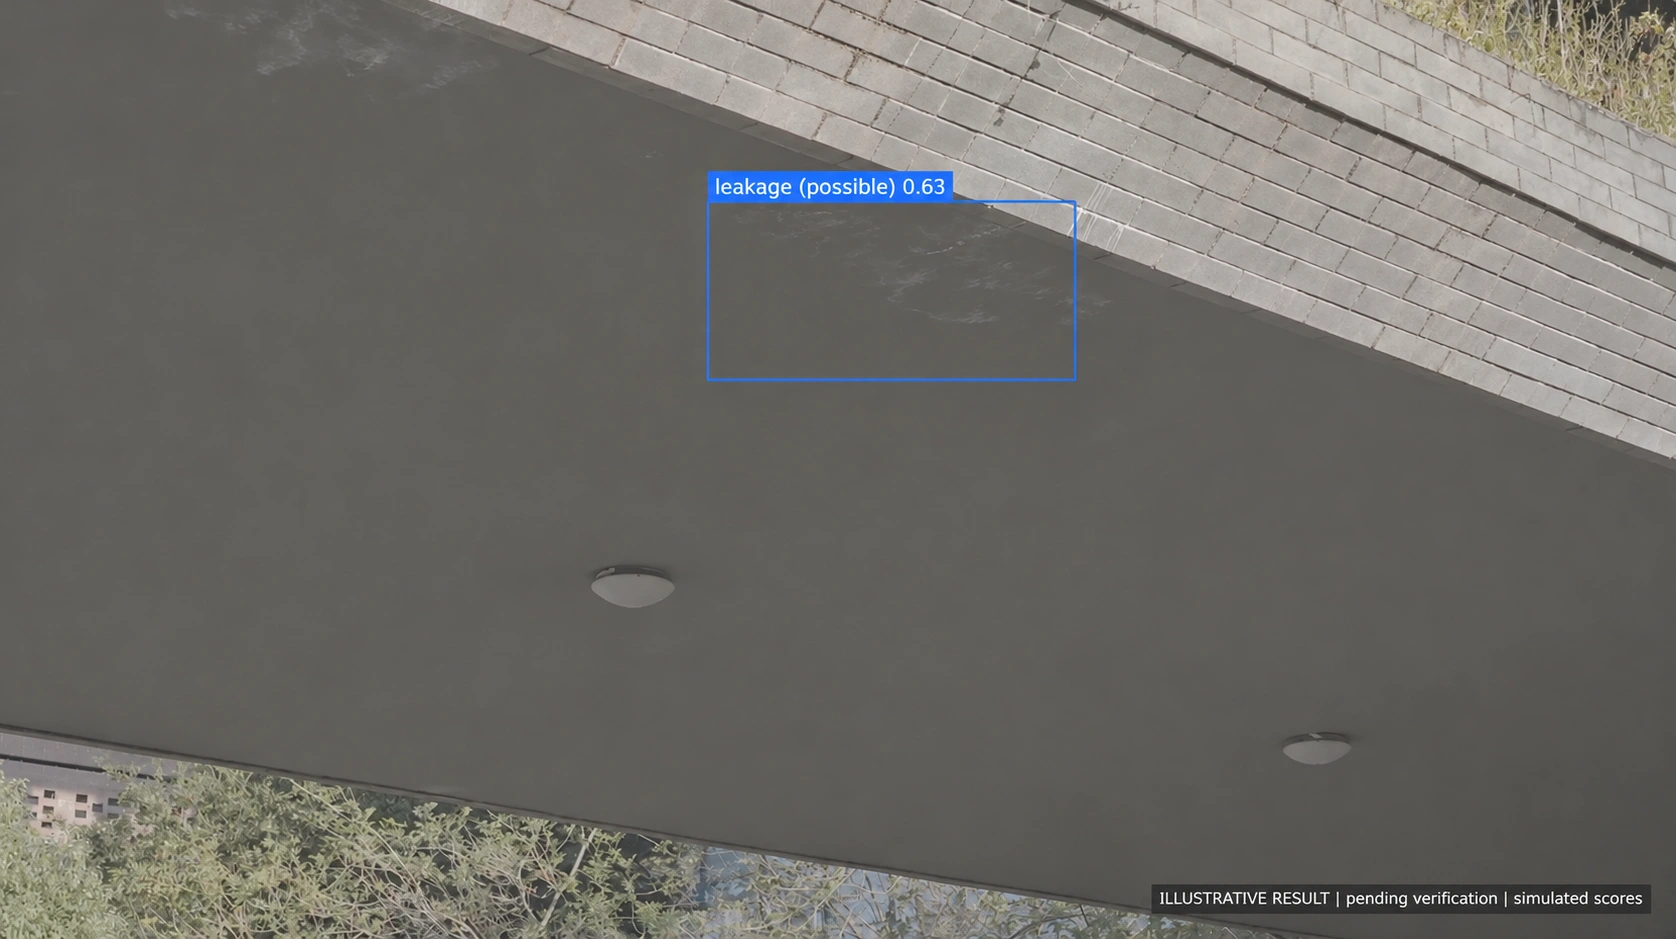 leakage (possible) 0.63
ILLUSTRATIVE RESULT | pending verification | simulated scores